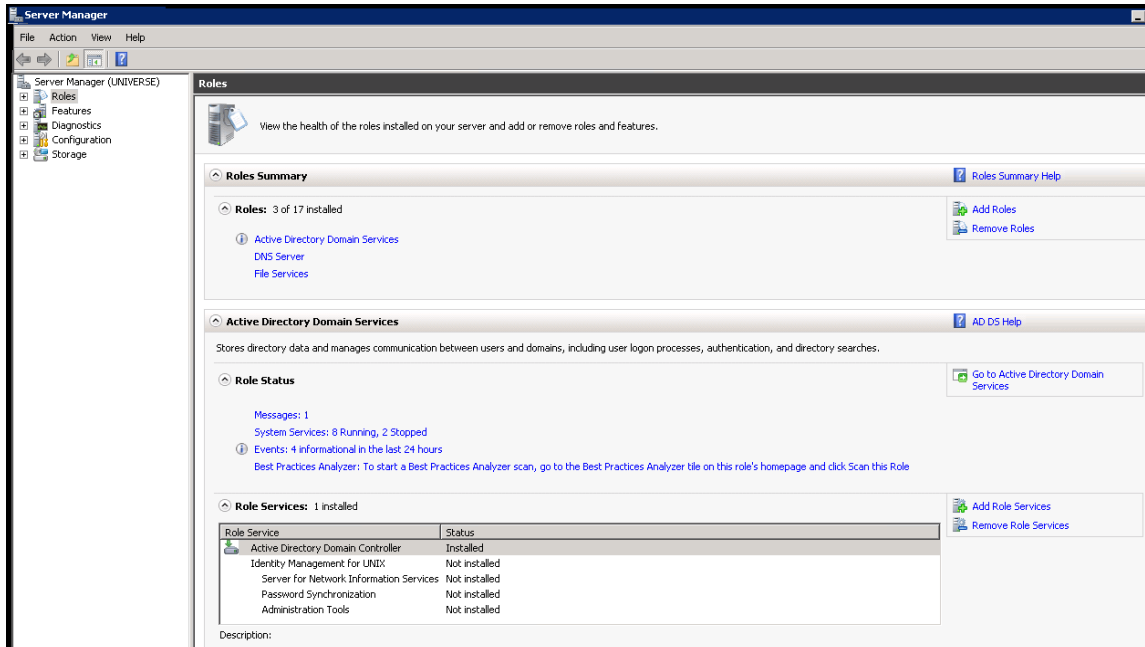 Server Manager
File Action View Help
Server Manager (UNIVERSE)
Roles
Features
Diagnostics
Configuration
Storage
Roles
View the health of the roles installed on your server and add or remove roles and features.
Roles Summary
Roles Summary Help
Roles: 3 of 17 installed
Add Roles
Remove Roles
Active Directory Domain Services
DNS Server
File Services
Active Directory Domain Services
AD DS Help
Stores directory data and manages communication between users and domains, including user logon processes, authentication, and directory searches.
Role Status
Go to Active Directory Domain
Services
Messages: 1
System Services: 8 Running, 2 Stopped
Events: 4 informational in the last 24 hours
Best Practices Analyzer: To start a Best Practices Analyzer scan, go to the Best Practices Analyzer tile on this role's homepage and click Scan this Role
Role Services: 1 installed
Add Role Services
Remove Role Services
Role Service Status
Active Directory Domain Controller Installed
Identity Management for UNIX Not installed
Server for Network Information Services Not installed
Password Synchronization Not installed
Administration Tools Not installed
Description: